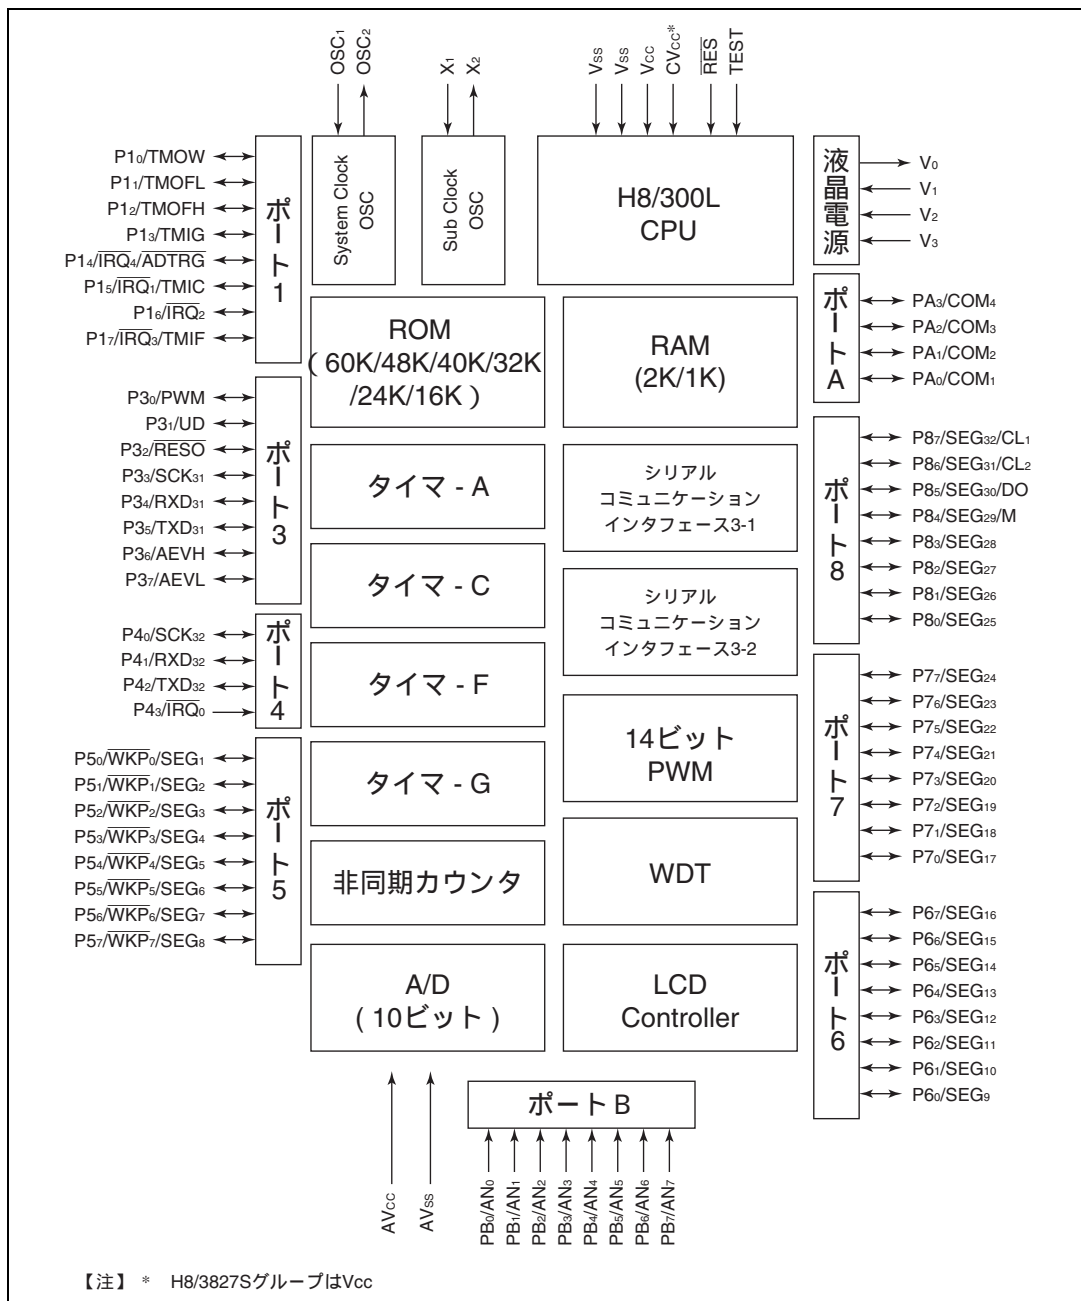 OSC1
OSC2
X1
X2
Vss
Vss
Vcc
CVcc*
RES
TEST
System Clock
OSC
Sub Clock
OSC
H8/300L
CPU
液晶電源
V0
V1
V2
V3
P10/TMOW
P11/TMOFL
P12/TMOFH
P13/TMIG
P14/IRQ4/ADTRG
P15/IRQ1/TMIC
P16/IRQ2
P17/IRQ3/TMIF
ポート1
ROM
( 60K/48K/40K/32K
/24K/16K )
RAM
(2K/1K)
ポートA
PA3/COM4
PA2/COM3
PA1/COM2
PA0/COM1
P30/PWM
P31/UD
P32/RESO
P33/SCK31
P34/RXD31
P35/TXD31
P36/AEVH
P37/AEVL
ポート3
タイマ - A
シリアル
コミュニケーション
インタフェース3-1
ポート8
P87/SEG32/CL1
P86/SEG31/CL2
P85/SEG30/DO
P84/SEG29/M
P83/SEG28
P82/SEG27
P81/SEG26
P80/SEG25
タイマ - C
シリアル
コミュニケーション
インタフェース3-2
P40/SCK32
P41/RXD32
P42/TXD32
P43/IRQ0
ポート4
タイマ - F
14ビット
PWM
ポート7
P77/SEG24
P76/SEG23
P75/SEG22
P74/SEG21
P73/SEG20
P72/SEG19
P71/SEG18
P70/SEG17
P50/WKP0/SEG1
P51/WKP1/SEG2
P52/WKP2/SEG3
P53/WKP3/SEG4
P54/WKP4/SEG5
P55/WKP5/SEG6
P56/WKP6/SEG7
P57/WKP7/SEG8
ポート5
タイマ - G
非同期カウンタ
WDT
ポート6
P67/SEG16
P66/SEG15
P65/SEG14
P64/SEG13
P63/SEG12
P62/SEG11
P61/SEG10
P60/SEG9
A/D
( 10ビット )
LCD
Controller
ポートB
AVcc
AVss
PB0/AN0
PB1/AN1
PB2/AN2
PB3/AN3
PB4/AN4
PB5/AN5
PB6/AN6
PB7/AN7
【注】 * H8/3827SグループはVcc